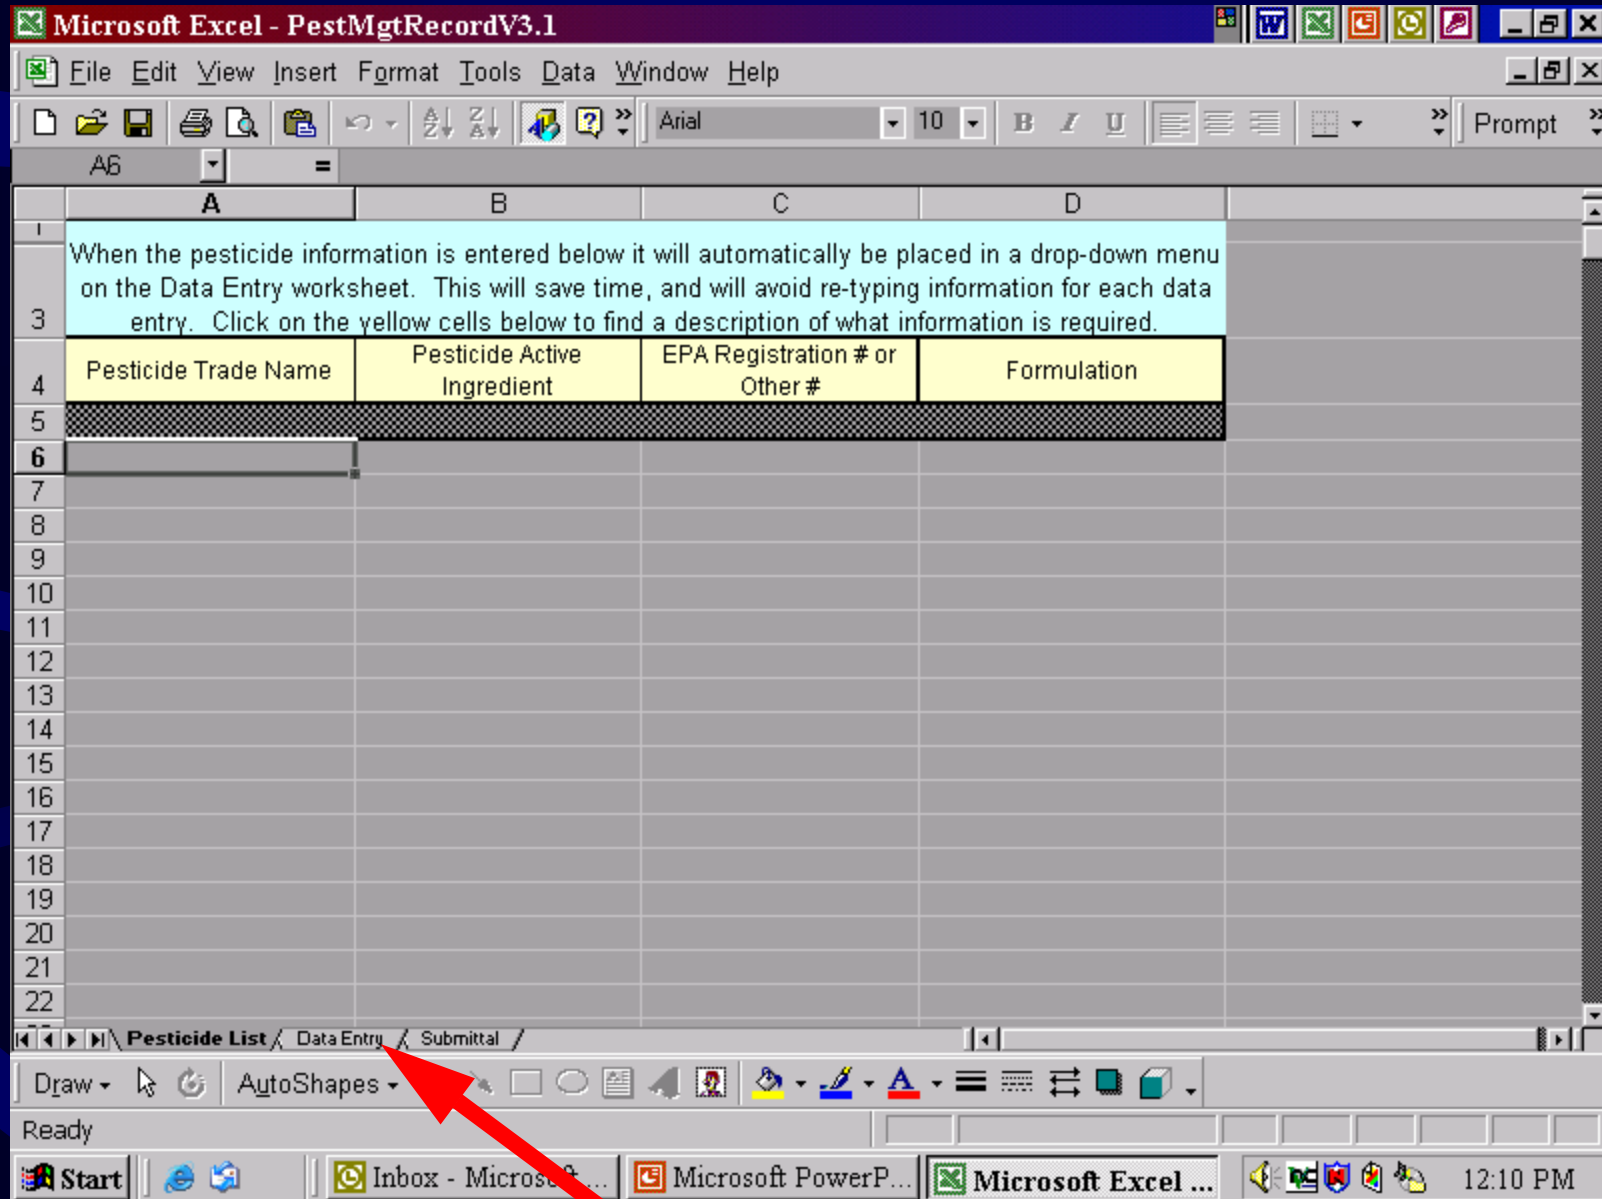 Microsoft Excel - PestMgtRecordV3.1
File Edit View Insert Format Tools Data Window Help
Arial 10 B I U Prompt
A6 =
A B C D
When the pesticide information is entered below it will automatically be placed in a drop-down menu
on the Data Entry worksheet. This will save time, and will avoid re-typing information for each data
3 entry. Click on the yellow cells below to find a description of what information is required.
Pesticide Trade Name
Pesticide Active
Ingredient
EPA Registration # or
Other #
Formulation
4
5
6
7
8
9
10
11
12
13
14
15
16
17
18
19
20
21
22
Pesticide List Data Entry Submittal
Draw AutoShapes A
Ready
Start Inbox - Microsoft ... Microsoft PowerP... Microsoft Excel ... 12:10 PM